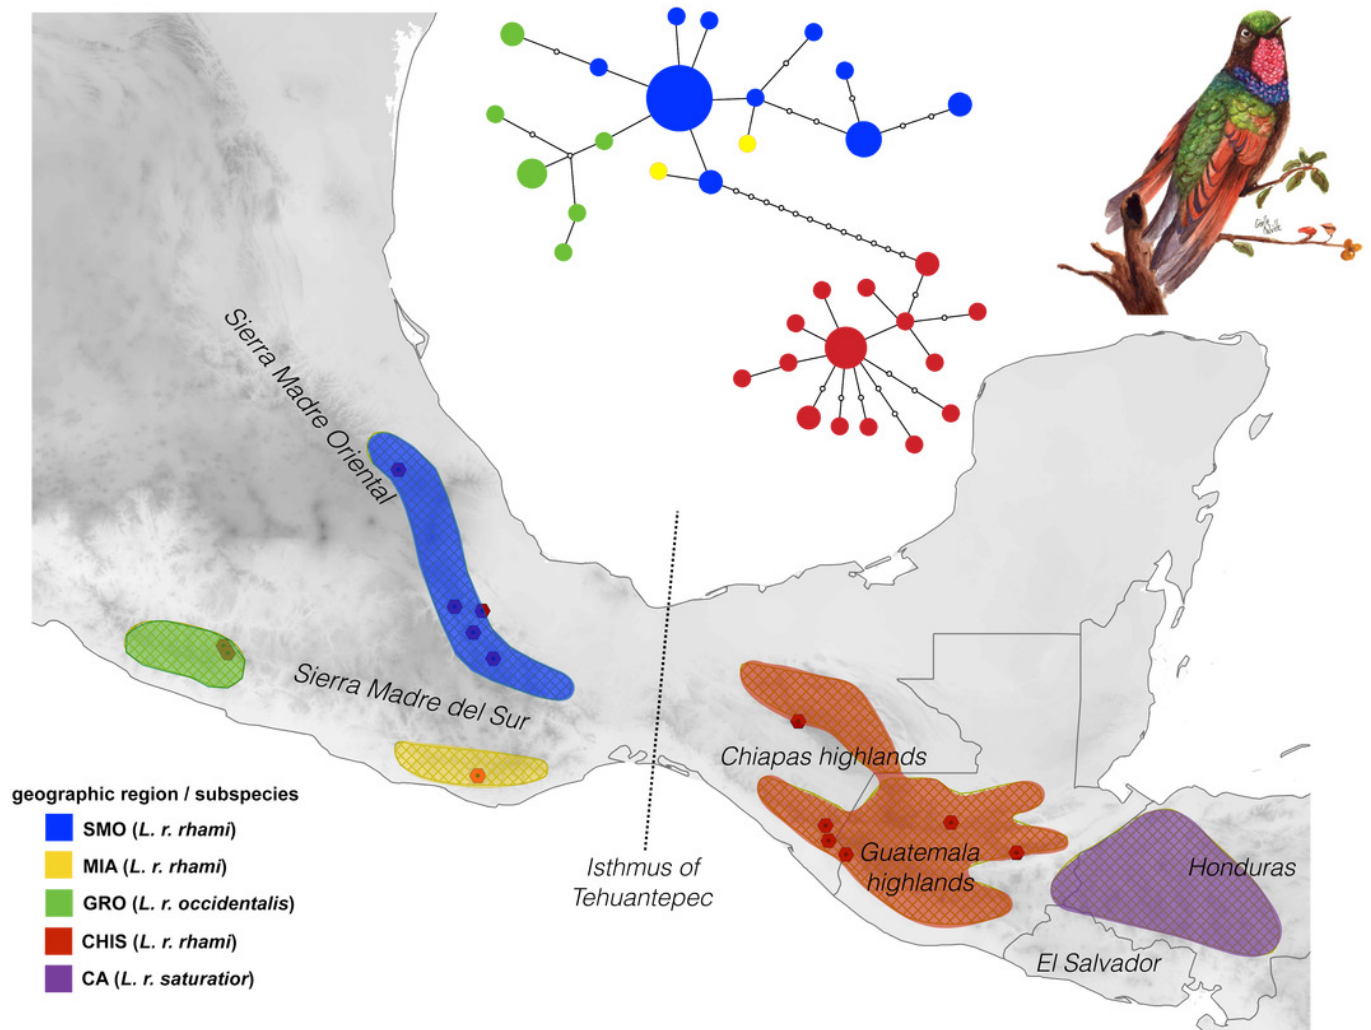 Sierra Madre Oriental
Sierra Madre del Sur
Chiapas highlands
Guatemala
highlands
Honduras
El Salvador
Isthmus of
Tehuantepec
geographic region / subspecies
SMO (L. r. rhami)
MIA (L. r. rhami)
GRO (L. r. occidentalis)
CHIS (L. r. rhami)
CA (L. r. saturatior)